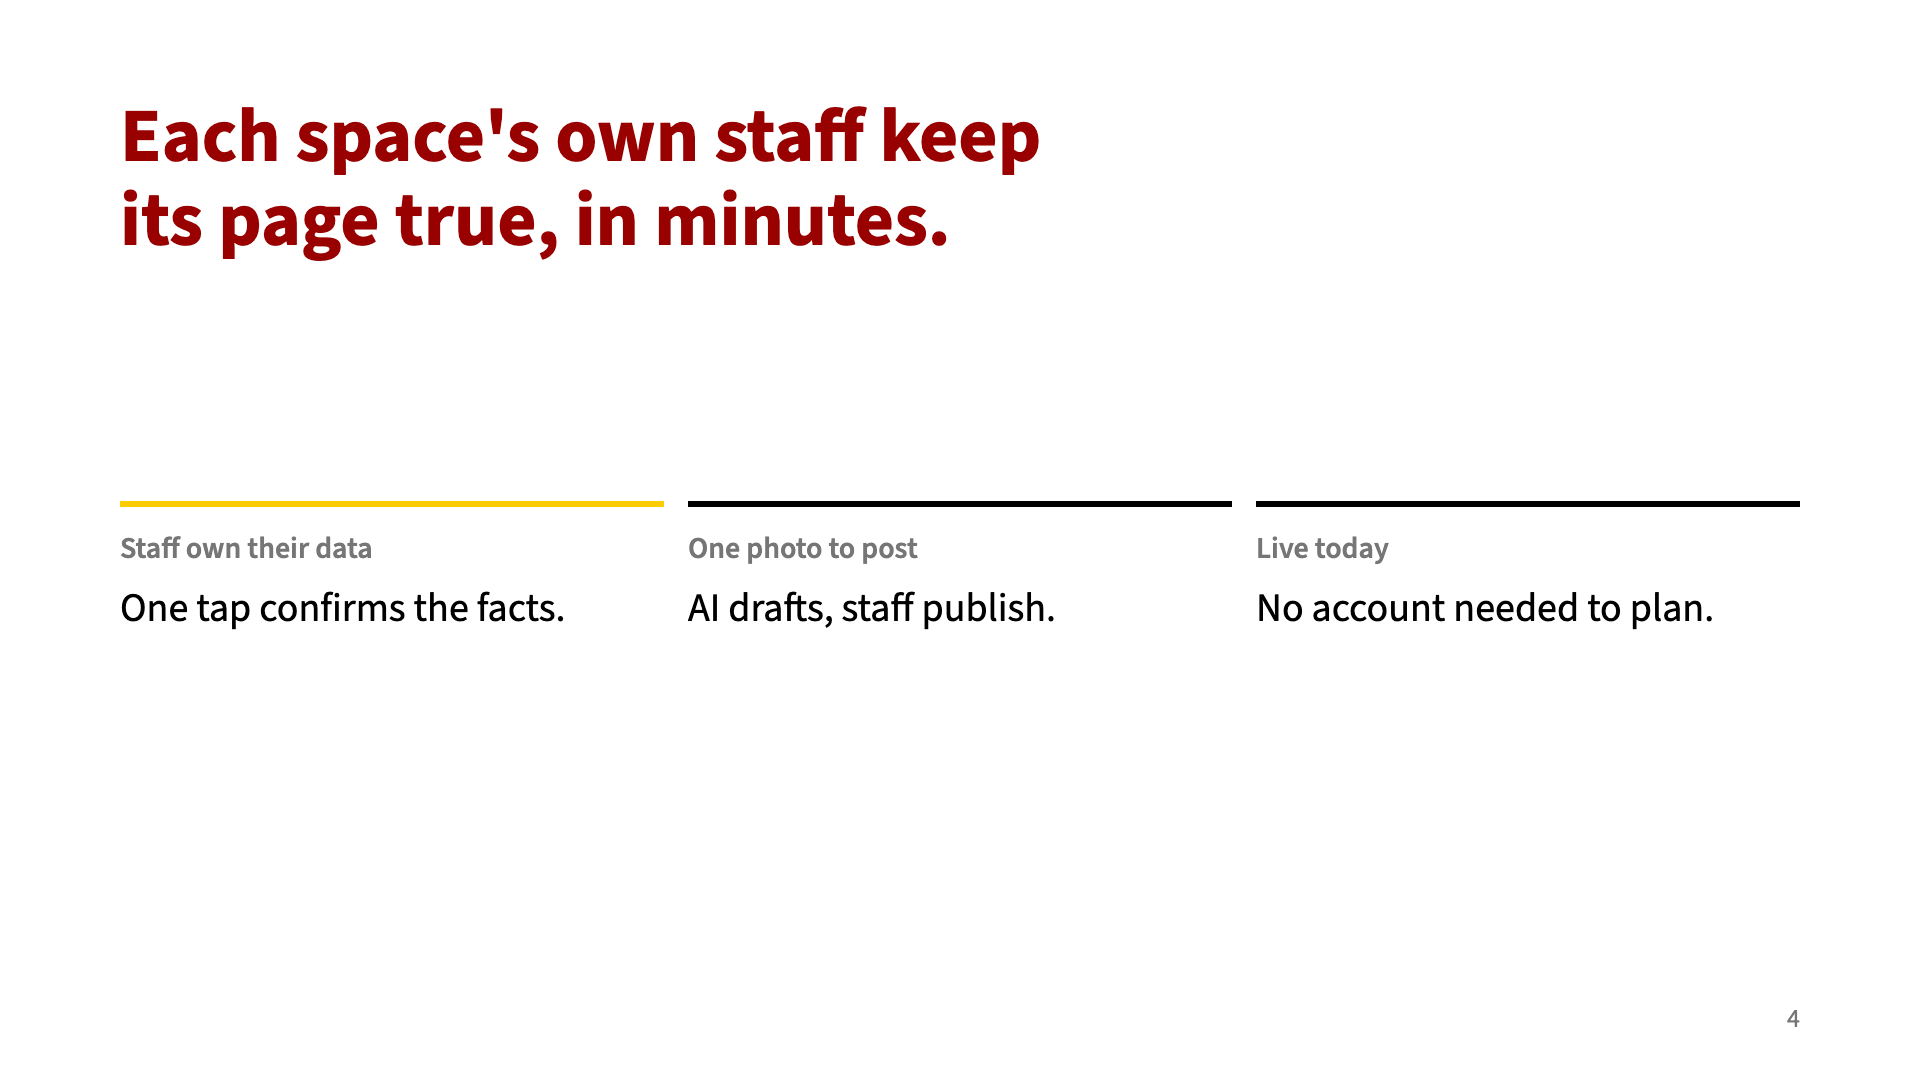 Each space's own staff keep
its page true, in minutes.
Staff own their data
One tap confirms the facts.
One photo to post
AI drafts, staff publish.
Live today
No account needed to plan.
4